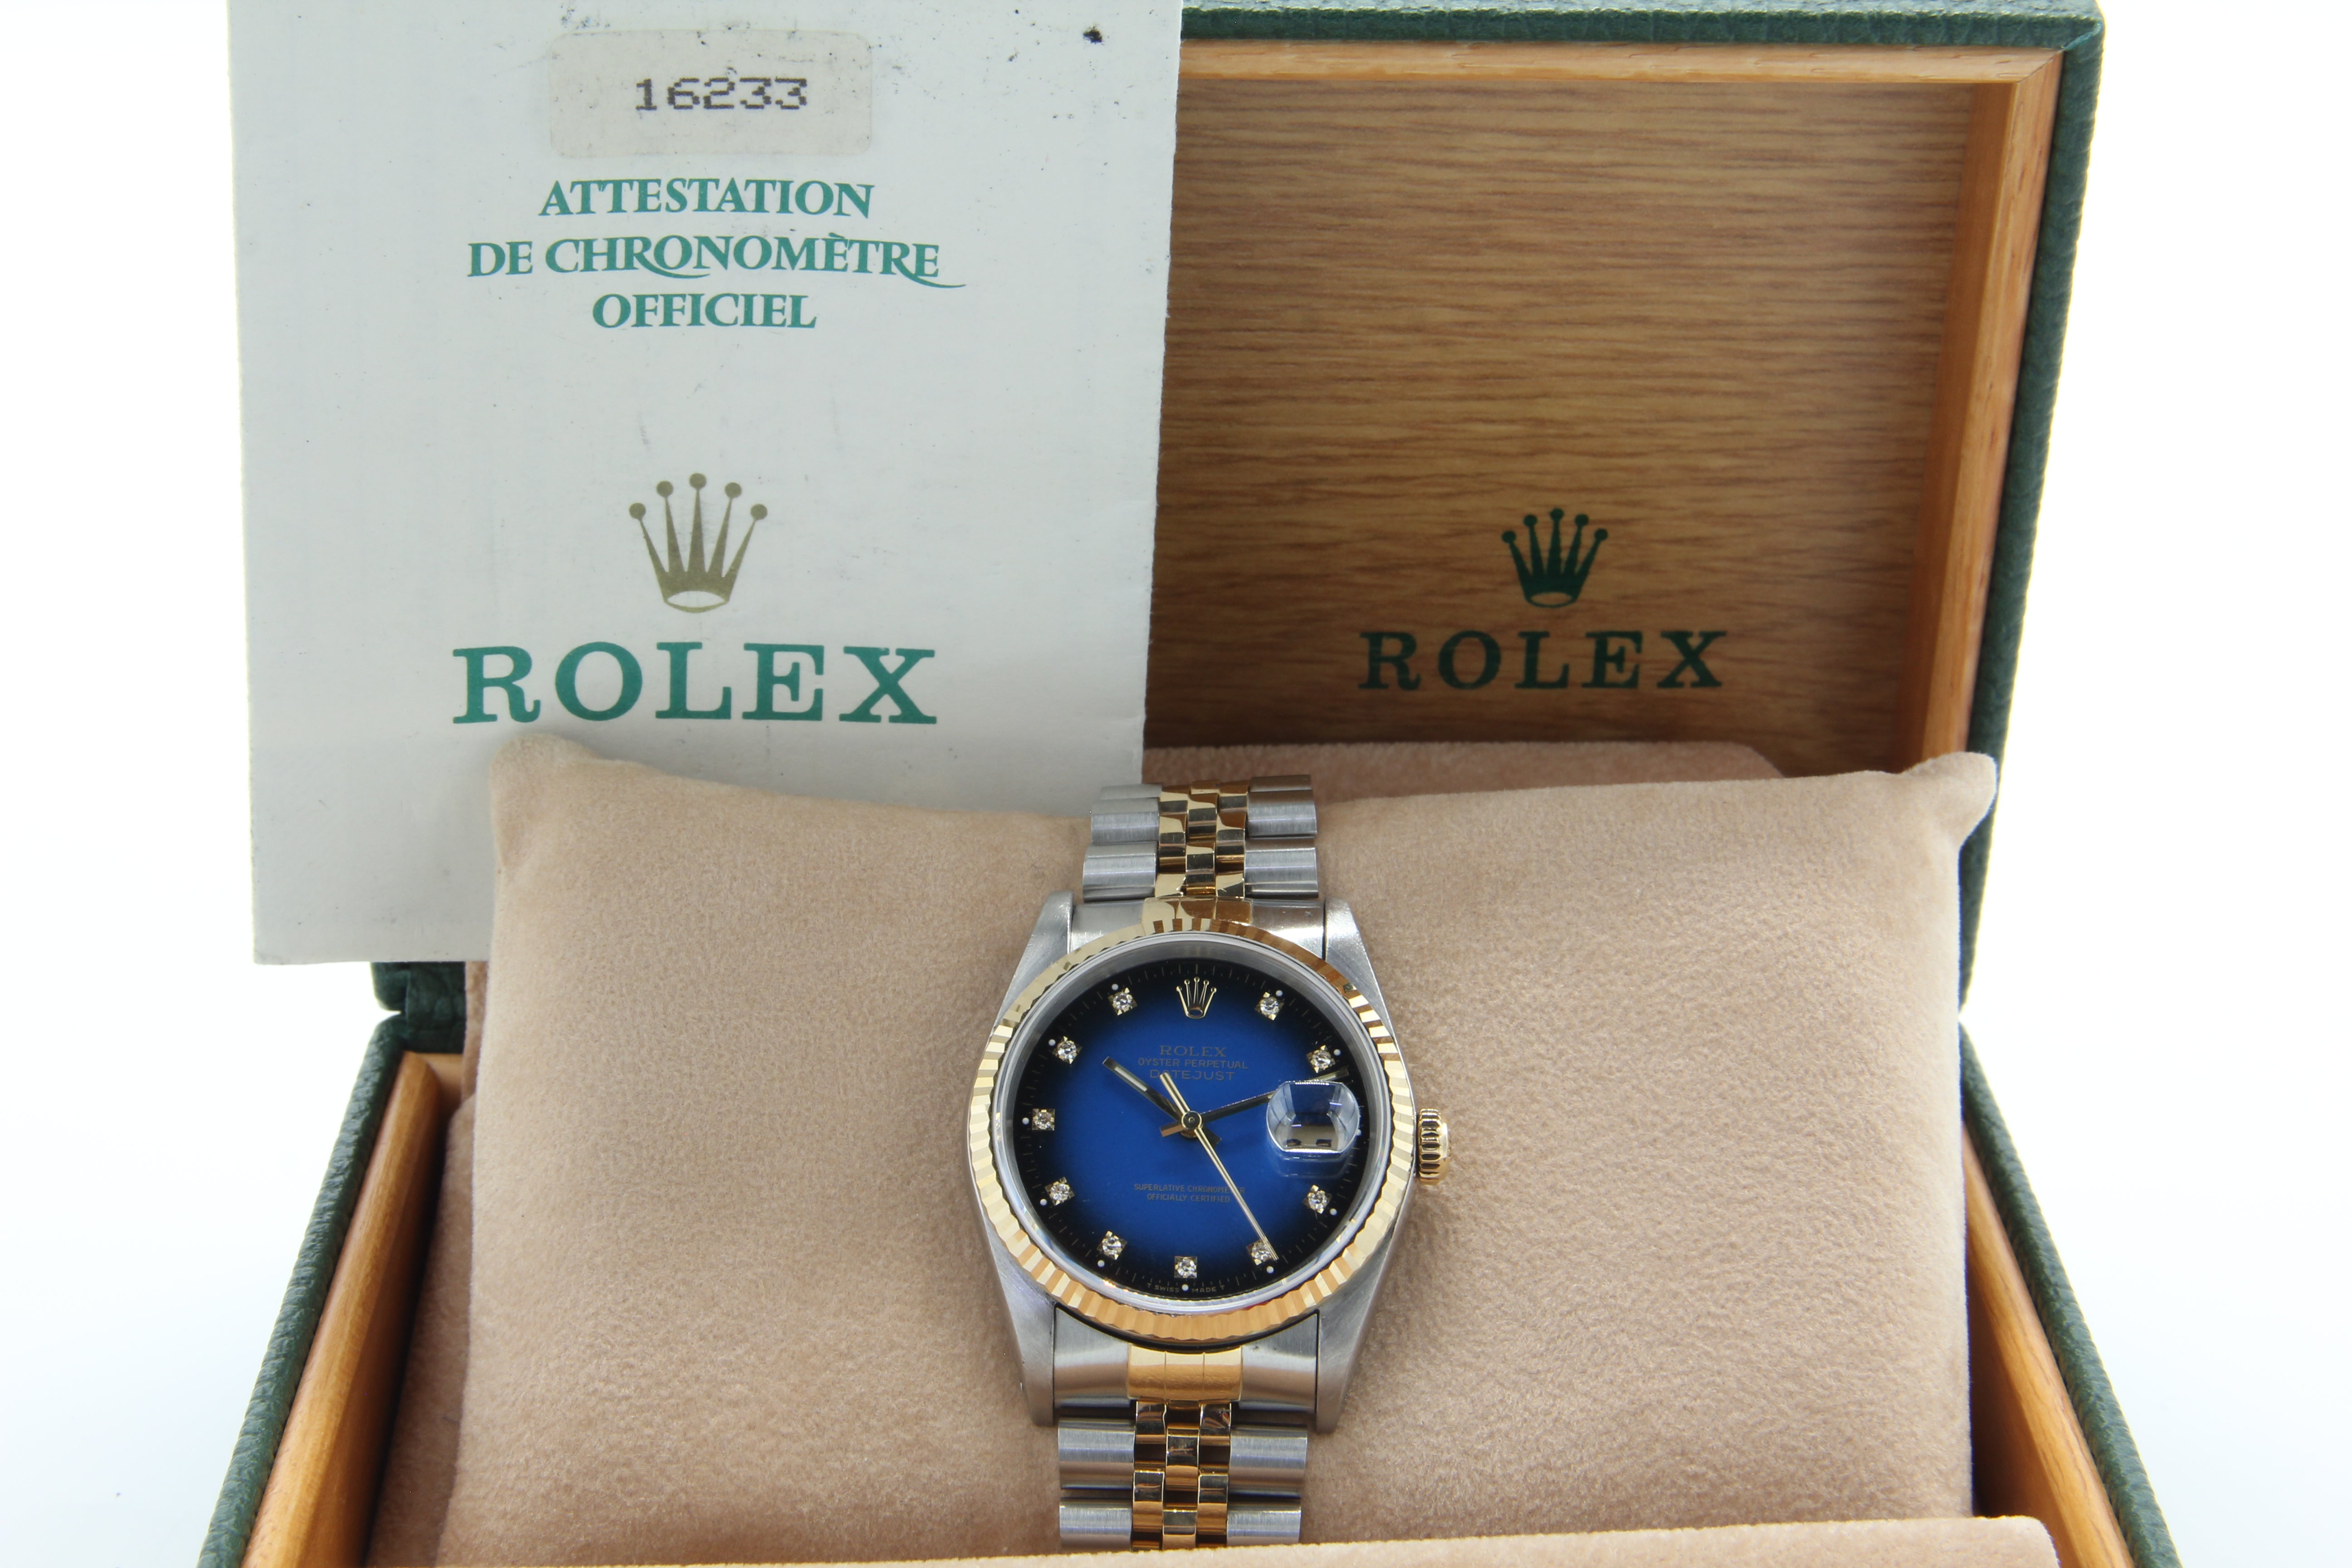 16233
ATTESTATION
DE CHRONOMÈTRE
OFFICIEL
ROLEX
ROLEX
ROLEX
OYSTER PERPETUAL
DATEJUST
SUPERLATIVE CHRONOMETER
OFFICIALLY CERTIFIED
T SWISS MADE T